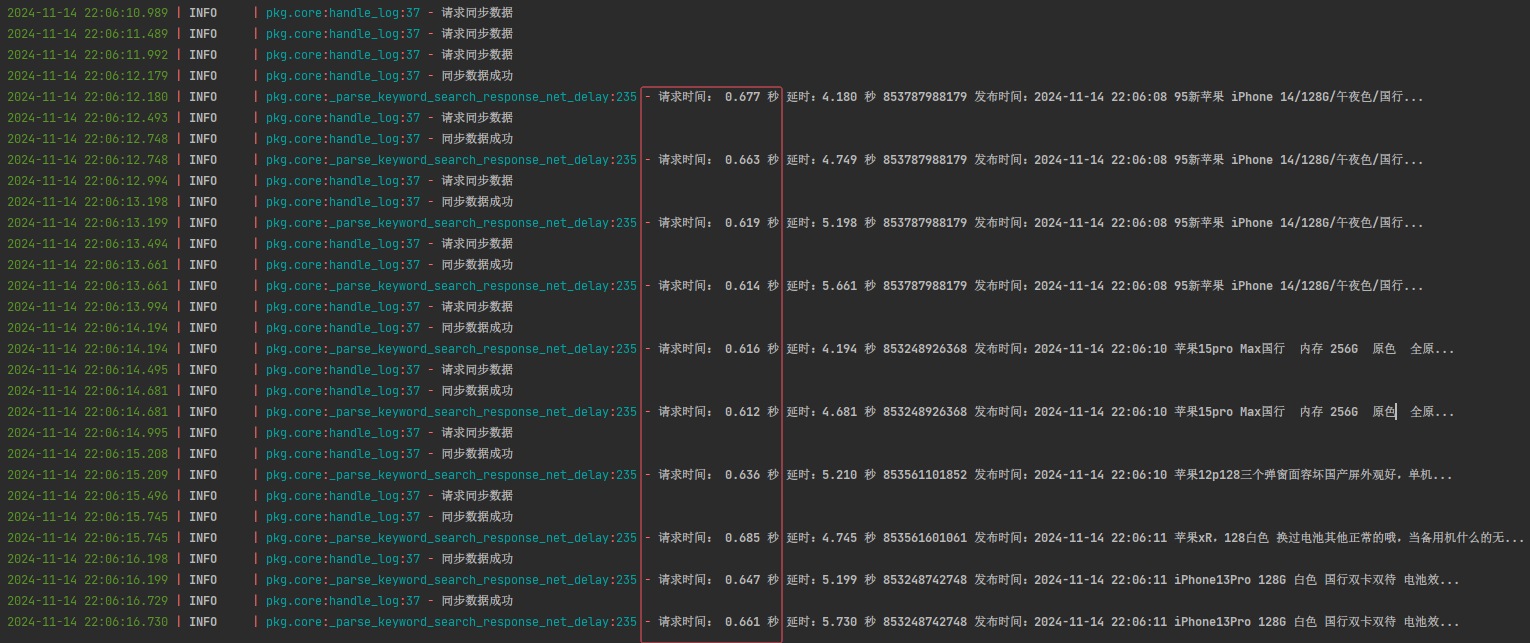 2024-11-14 22:06:10.989 | INFO     | pkg.core:handle_log:37 - 请求同步数据
2024-11-14 22:06:11.489 | INFO     | pkg.core:handle_log:37 - 请求同步数据
2024-11-14 22:06:11.992 | INFO     | pkg.core:handle_log:37 - 请求同步数据
2024-11-14 22:06:12.179 | INFO     | pkg.core:handle_log:37 - 同步数据成功
2024-11-14 22:06:12.180 | INFO     | pkg.core:_parse_keyword_search_response_net_delay:235 - 请求时间: 0.677 秒 延时:4.180 秒 853787988179 发布时间:2024-11-14 22:06:08 95新苹果 iPhone 14/128G/午夜色/国行...
2024-11-14 22:06:12.493 | INFO     | pkg.core:handle_log:37 - 请求同步数据
2024-11-14 22:06:12.748 | INFO     | pkg.core:handle_log:37 - 同步数据成功
2024-11-14 22:06:12.748 | INFO     | pkg.core:_parse_keyword_search_response_net_delay:235 - 请求时间: 0.663 秒 延时:4.749 秒 853787988179 发布时间:2024-11-14 22:06:08 95新苹果 iPhone 14/128G/午夜色/国行...
2024-11-14 22:06:12.994 | INFO     | pkg.core:handle_log:37 - 请求同步数据
2024-11-14 22:06:13.198 | INFO     | pkg.core:handle_log:37 - 同步数据成功
2024-11-14 22:06:13.199 | INFO     | pkg.core:_parse_keyword_search_response_net_delay:235 - 请求时间: 0.619 秒 延时:5.198 秒 853787988179 发布时间:2024-11-14 22:06:08 95新苹果 iPhone 14/128G/午夜色/国行...
2024-11-14 22:06:13.494 | INFO     | pkg.core:handle_log:37 - 请求同步数据
2024-11-14 22:06:13.661 | INFO     | pkg.core:handle_log:37 - 同步数据成功
2024-11-14 22:06:13.661 | INFO     | pkg.core:_parse_keyword_search_response_net_delay:235 - 请求时间: 0.614 秒 延时:5.661 秒 853787988179 发布时间:2024-11-14 22:06:08 95新苹果 iPhone 14/128G/午夜色/国行...
2024-11-14 22:06:13.994 | INFO     | pkg.core:handle_log:37 - 请求同步数据
2024-11-14 22:06:14.194 | INFO     | pkg.core:handle_log:37 - 同步数据成功
2024-11-14 22:06:14.194 | INFO     | pkg.core:_parse_keyword_search_response_net_delay:235 - 请求时间: 0.616 秒 延时:4.194 秒 853248926368 发布时间:2024-11-14 22:06:10 苹果15pro Max国行  内存 256G  原色  全原...
2024-11-14 22:06:14.495 | INFO     | pkg.core:handle_log:37 - 请求同步数据
2024-11-14 22:06:14.681 | INFO     | pkg.core:handle_log:37 - 同步数据成功
2024-11-14 22:06:14.681 | INFO     | pkg.core:_parse_keyword_search_response_net_delay:235 - 请求时间: 0.612 秒 延时:4.681 秒 853248926368 发布时间:2024-11-14 22:06:10 苹果15pro Max国行  内存 256G  原色  全原...
2024-11-14 22:06:14.995 | INFO     | pkg.core:handle_log:37 - 请求同步数据
2024-11-14 22:06:15.208 | INFO     | pkg.core:handle_log:37 - 同步数据成功
2024-11-14 22:06:15.209 | INFO     | pkg.core:_parse_keyword_search_response_net_delay:235 - 请求时间: 0.636 秒 延时:5.210 秒 853561101852 发布时间:2024-11-14 22:06:10 苹果12p128三个弹窗面容坏国产屏外观好，单机...
2024-11-14 22:06:15.496 | INFO     | pkg.core:handle_log:37 - 请求同步数据
2024-11-14 22:06:15.745 | INFO     | pkg.core:handle_log:37 - 同步数据成功
2024-11-14 22:06:15.745 | INFO     | pkg.core:_parse_keyword_search_response_net_delay:235 - 请求时间: 0.685 秒 延时:4.745 秒 853561601061 发布时间:2024-11-14 22:06:11 苹果xR，128白色 换过电池其他正常的哦，当备用机什么的无...
2024-11-14 22:06:16.198 | INFO     | pkg.core:handle_log:37 - 同步数据成功
2024-11-14 22:06:16.199 | INFO     | pkg.core:_parse_keyword_search_response_net_delay:235 - 请求时间: 0.647 秒 延时:5.199 秒 853248742748 发布时间:2024-11-14 22:06:11 iPhone13Pro 128G 白色 国行双卡双待 电池效...
2024-11-14 22:06:16.729 | INFO     | pkg.core:handle_log:37 - 同步数据成功
2024-11-14 22:06:16.730 | INFO     | pkg.core:_parse_keyword_search_response_net_delay:235 - 请求时间: 0.661 秒 延时:5.730 秒 853248742748 发布时间:2024-11-14 22:06:11 iPhone13Pro 128G 白色 国行双卡双待 电池效...